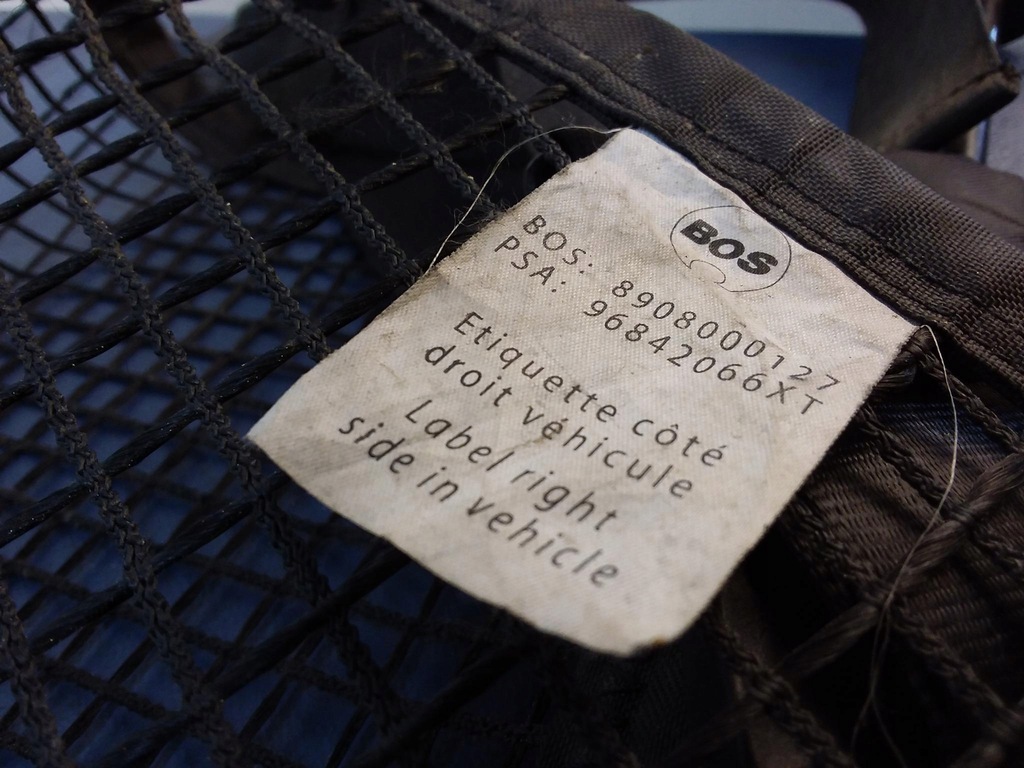 BOS
BOS: 8908000127
PSA: 96842066XT
Etiquette côté
droit véhicule
Label right
side in vehicle